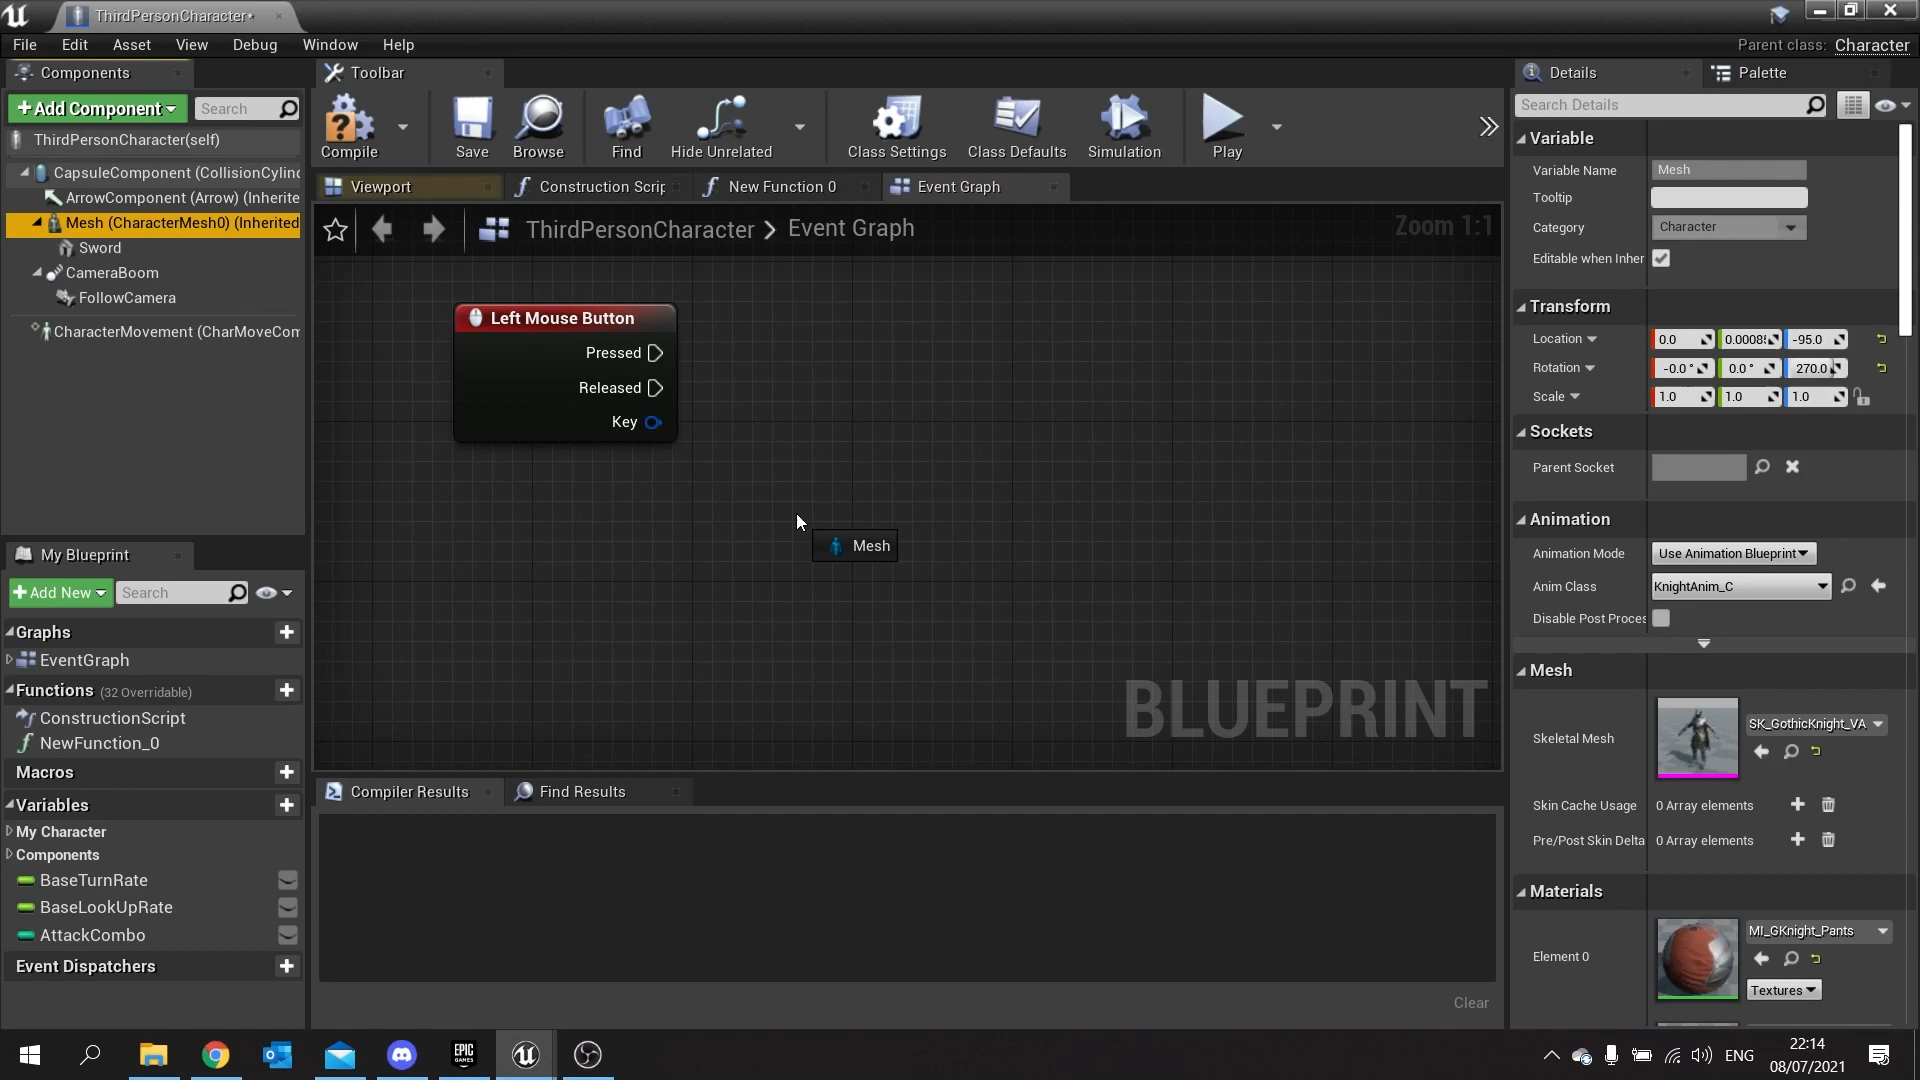 ThirdPersonCharacter*
File Edit Asset View Debug Window Help
Parent class: Character
Components
Add Component
Search
ThirdPersonCharacter(self)
CapsuleComponent (CollisionCylind
ArrowComponent (Arrow) (Inherite
Mesh (CharacterMesh0) (Inherited
Sword
CameraBoom
FollowCamera
CharacterMovement (CharMoveCom
My Blueprint
Add New
Search
Graphs
EventGraph
Functions (32 Overridable)
ConstructionScript
NewFunction_0
Macros
Variables
My Character
Components
BaseTurnRate
BaseLookUpRate
AttackCombo
Event Dispatchers
Toolbar
Compile
Save
Browse
Find
Hide Unrelated
Class Settings
Class Defaults
Simulation
Play
Viewport
Construction Scrip
New Function 0
Event Graph
ThirdPersonCharacter > Event Graph
Zoom 1:1
Left Mouse Button
Pressed
Released
Key
Mesh
BLUEPRINT
Compiler Results
Find Results
Clear
Details
Palette
Search Details
Variable
Variable Name Mesh
Tooltip
Category Character
Editable when Inher
Transform
Location 0.0 -95.0
Rotation -0.0 ° 0.0 ° 270.0
Scale 1.0 1.0 1.0
Sockets
Parent Socket
Animation
Animation Mode Use Animation Blueprint
Anim Class KnightAnim_C
Disable Post Proces
Mesh
Skeletal Mesh SK_GothicKnight_VA
Skin Cache Usage 0 Array elements
Pre/Post Skin Delta 0 Array elements
Materials
Element 0 MI_GKnight_Pants
Textures
EPIC GAMES
ENG
22:14
08/07/2021